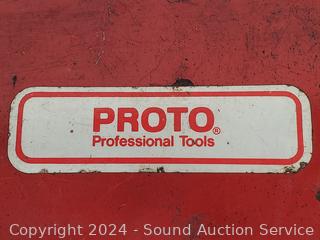 PROTO®
Professional Tools
Copyright 2024 - Sound Auction Service